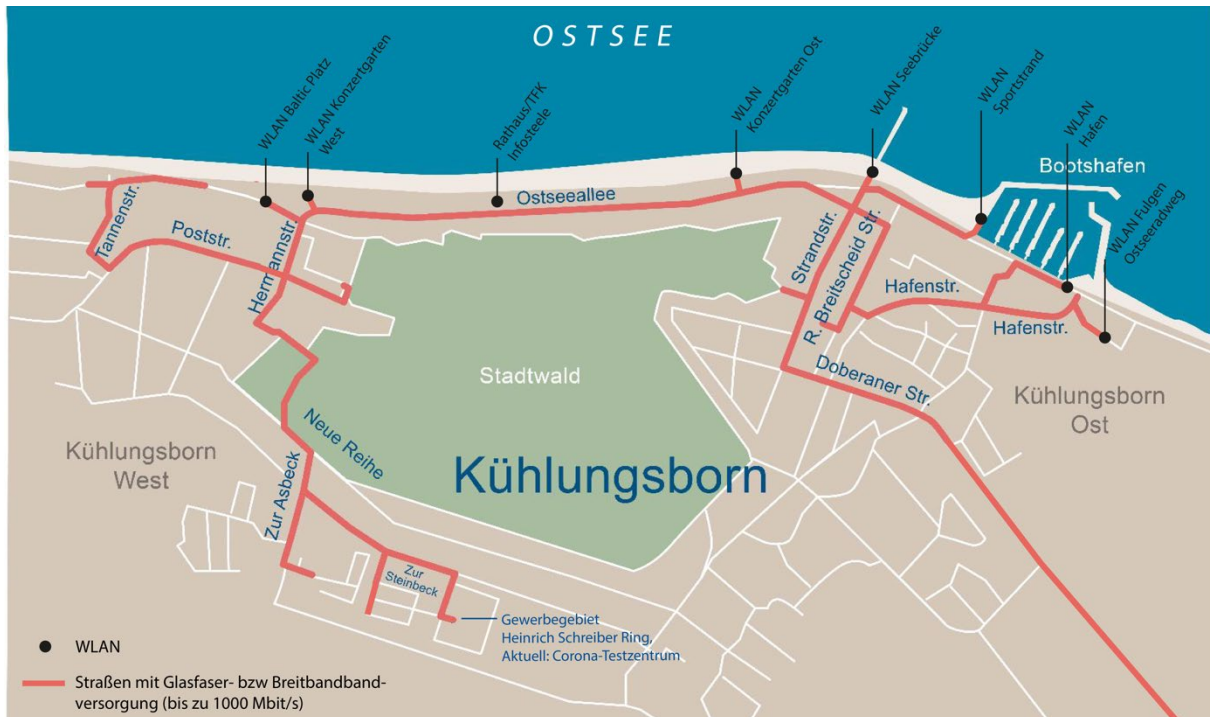 OSTSEE
WLAN Baltic Platz
WLAN Konzertgarten
West
Rathaus/TFK
Infosteele
WLAN
Konzertgarten Ost
WLAN Seebrücke
WLAN
Sportstrand
WLAN
Hafen
Bootshafen
WLAN Fulgen
Ostseeradweg
Tannenstr.
Poststr.
Hermannstr.
Ostseeallee
Strandstr.
R. Breitscheid Str.
Hafenstr.
Hafenstr.
Doberaner Str.
Stadtwald
Kühlungsborn
Ost
Kühlungsborn
West
Neue Reihe
Kühlungsborn
Zur Asbeck
Zur
Steinbeck
Gewerbegebiet
Heinrich Schreiber Ring,
Aktuell: Corona-Testzentrum
WLAN
Straßen mit Glasfaser- bzw Breitbandband-
versorgung (bis zu 1000 Mbit/s)